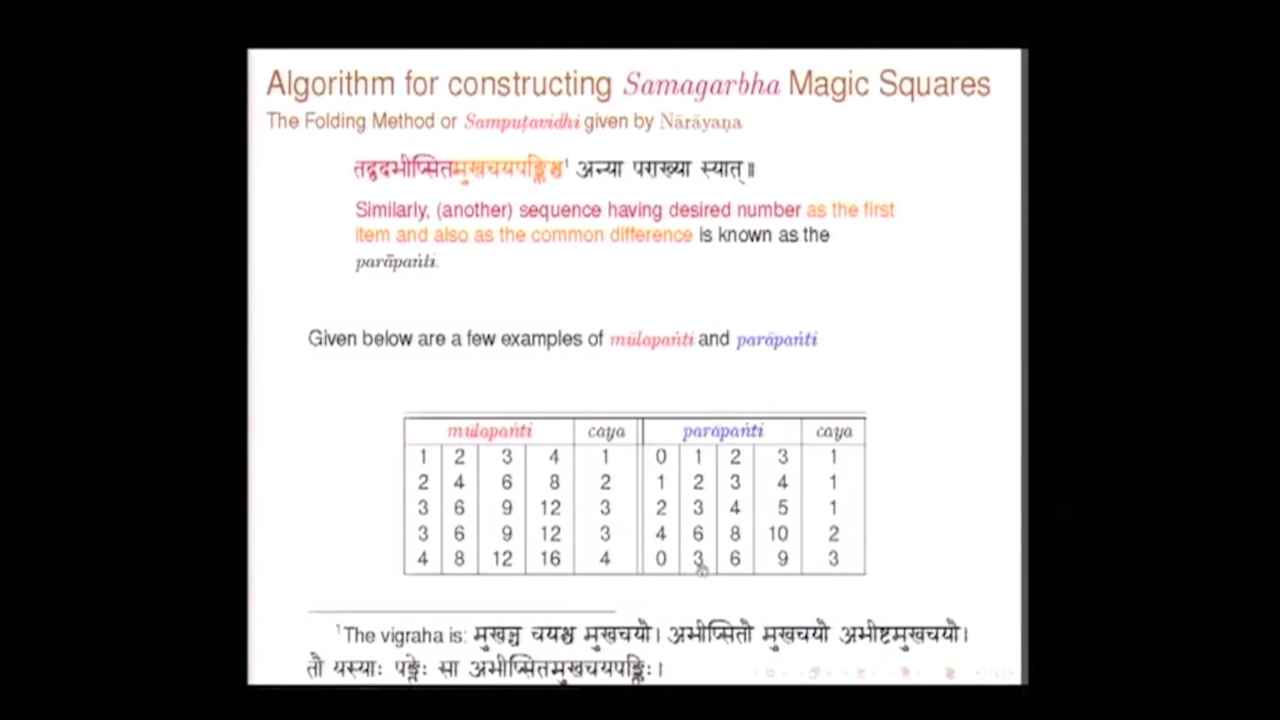 Algorithm for constructing Samagarbha Magic Squares
The Folding Method or Sampuṭavidhi given by Nārāyaṇa
तद्वदभीप्सितमुखचयपङ्क्तिश्च¹ अन्या पराख्या स्यात्॥
Similarly, (another) sequence having desired number as the first
item and also as the common difference is known as the
parāpaṅti.
Given below are a few examples of mūlapaṅti and parāpaṅti
mūlapaṅti caya parāpaṅti caya
1 2 3 4 1 0 1 2 3 1
2 4 6 8 2 1 2 3 4 1
3 6 9 12 3 2 3 4 5 1
3 6 9 12 3 4 6 8 10 2
4 8 12 16 4 0 3 6 9 3
¹The vigraha is: मुखञ्च चयश्च मुखचयौ। अभीप्सितौ मुखचयौ अभीष्टमुखचयौ।
तौ यस्याः पङ्क्तेः सा अभीप्सितमुखचयपङ्क्तिः।